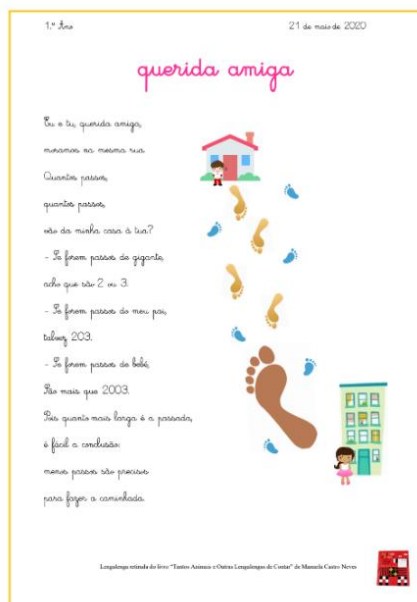 1.º Ano
21 de maio de 2020
querida amiga
Eu e tu, querida amiga,
moramos na mesma rua.
Quantos passos,
quantos passos,
vão da minha casa à tua?
- Se forem passos de gigante,
acho que são 2 ou 3.
- Se forem passos do meu pai,
talvez 203.
- Se forem passos de bebé,
São mais que 2003.
Pois quanto mais larga é a passada,
é fácil a conclusão:
menos passos são precisos
para fazer a caminhada.
Lengalenga retirada do livro "Tantos Animais e Outras Lengalengas de Contar" de Manuela Castro Neves